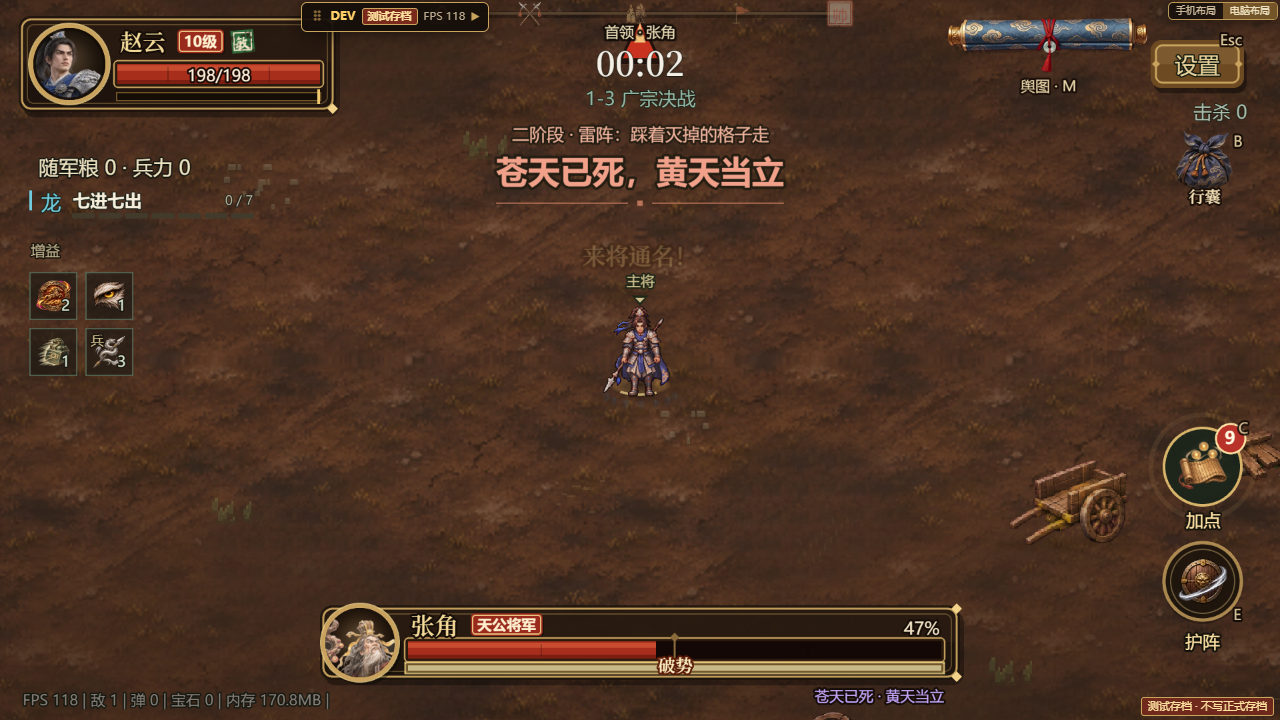 DEV 测试存档 FPS 118 ▶
手机布局 电脑布局
赵云 10级
198/198
首领·张角
00:02
1-3 广宗决战
舆图·M
Esc
设置
击杀 0
二阶段·雷阵：踩着灭掉的格子走
苍天已死，黄天当立
B
行囊
随军粮 0·兵力 0
龙 七进七出 0/7
增益
2
1
1
兵 3
来将通名！
主将
9
C
加点
E
护阵
张角 天公将军 47%
破势
苍天已死·黄天当立
FPS 118 | 敌 1 | 弹 0 | 宝石 0 | 内存 170.8MB |
测试存档·不写正式存档